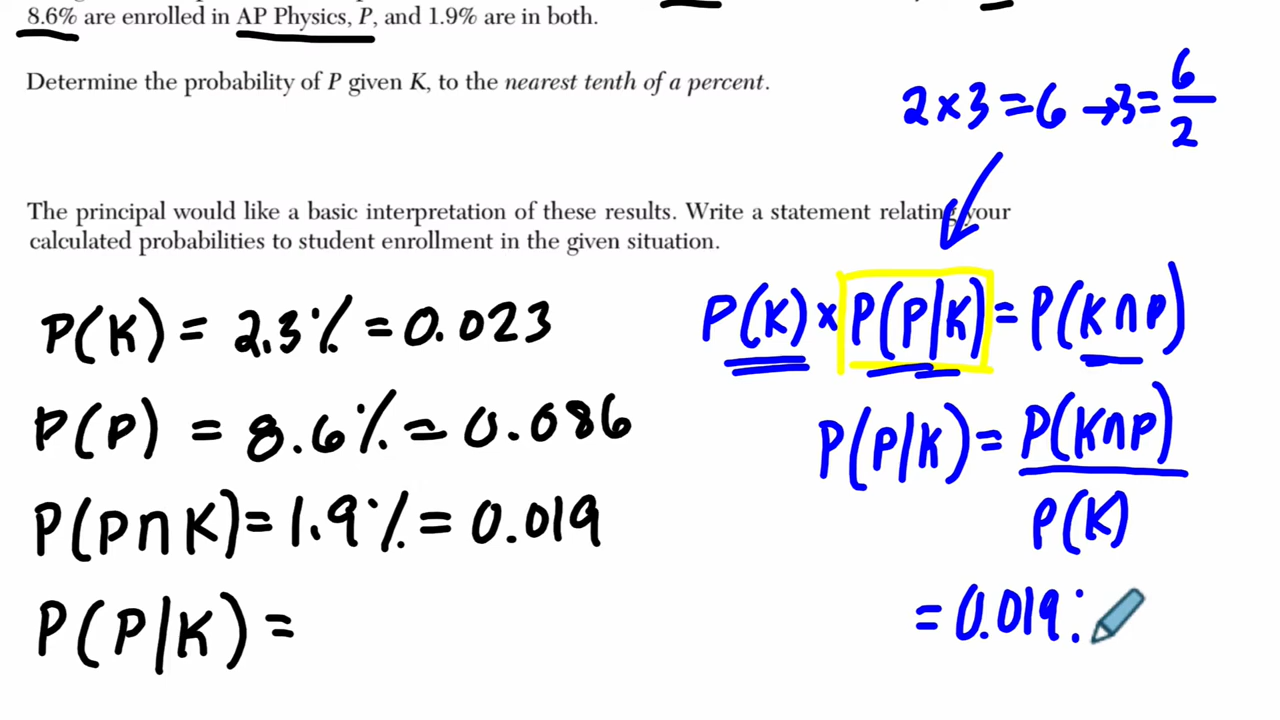 8.6% are enrolled in AP Physics, P, and 1.9% are in both.
Determine the probability of P given K, to the nearest tenth of a percent.
2 × 3 = 6 → 3 = 6/2
The principal would like a basic interpretation of these results. Write a statement relating your
calculated probabilities to student enrollment in the given situation.
P(K) = 2.3% = 0.023
P(P) = 8.6% = 0.086
P(P∩K) = 1.9% = 0.019
P(P|K) =
P(K) × P(P|K) = P(K∩P)
P(P|K) = P(K∩P)/P(K)
= 0.019 :